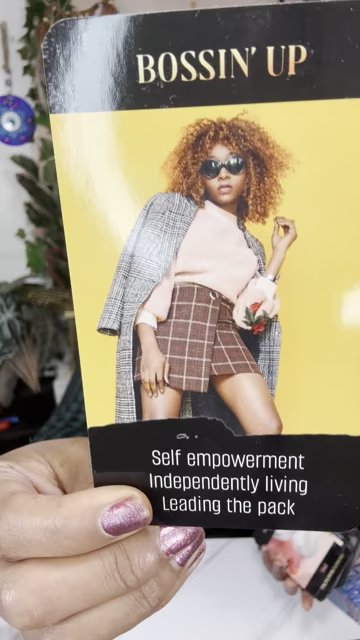 BOSSIN' UP
Self empowerment
Independently living
Leading the pack